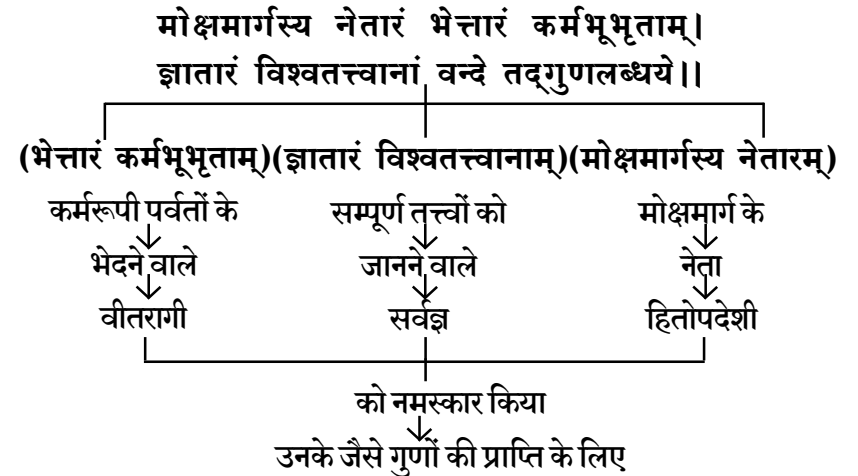 मोक्षमार्गस्य नेतारं भेत्तारं कर्मभूभृताम्।
ज्ञातारं विश्वतत्त्वानां वन्दे तद्‌गुणलब्धये।।
(भेत्तारं कर्मभूभृताम्)(ज्ञातारं विश्वतत्त्वानाम्)(मोक्षमार्गस्य नेतारम्)
कर्मरूपी पर्वतों के सम्पूर्ण तत्त्वों को मोक्षमार्ग के
भेदने वाले जानने वाले नेता
वीतरागी सर्वज्ञ हितोपदेशी
को नमस्कार किया
उनके जैसे गुणों की प्राप्ति के लिए